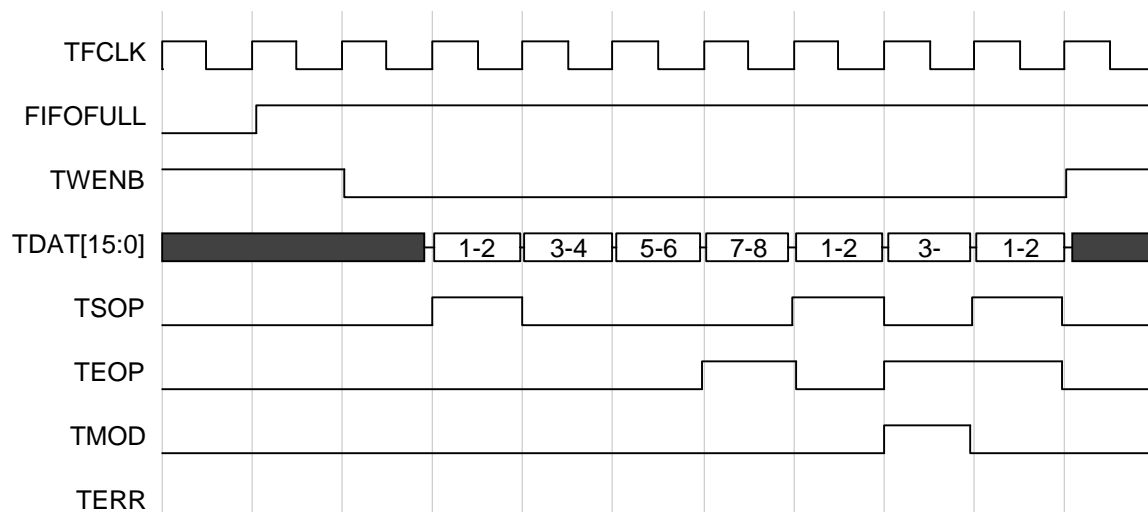 TFCLK
FIFOFULL
TWENB
TDAT[15:0] 1-2 3-4 5-6 7-8 1-2 3- 1-2
TSOP
TEOP
TMOD
TERR